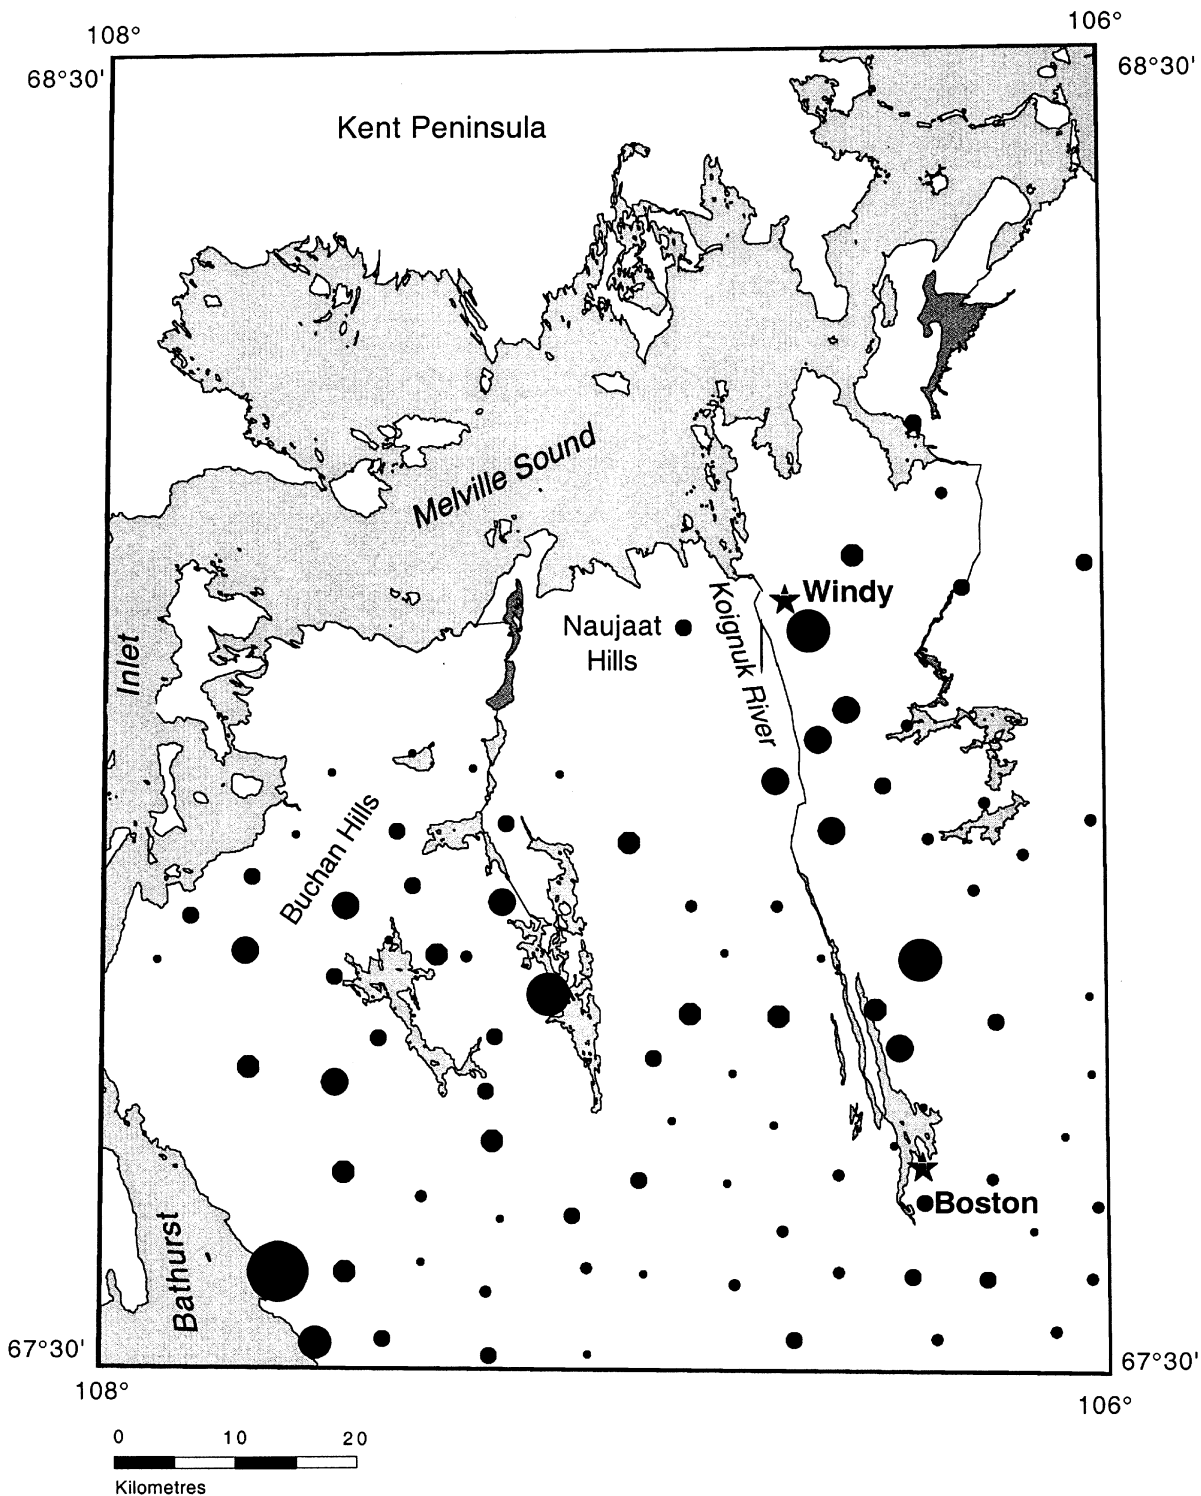 108°
106°
68°30'
68°30'
Kent Peninsula
Melville Sound
Windy
Naujaat
Hills
Koignuk River
Inlet
Buchan Hills
Boston
Bathurst
67°30'
67°30'
108°
106°
0 10 20
Kilometres